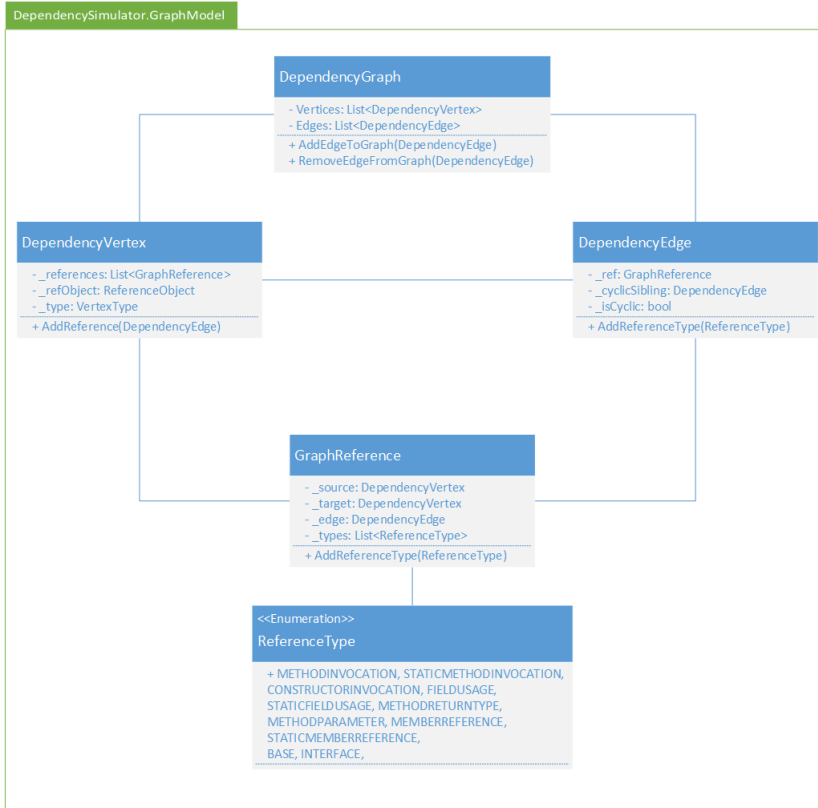 DependencySimulator.GraphModel
DependencyGraph
- Vertices: List<DependencyVertex>
- Edges: List<DependencyEdge>
+ AddEdgeToGraph(DependencyEdge)
+ RemoveEdgeFromGraph(DependencyEdge)
DependencyVertex
- _references: List<GraphReference>
- _refObject: ReferenceObject
- _type: VertexType
+ AddReference(DependencyEdge)
DependencyEdge
- _ref: GraphReference
- _cyclicSibling: DependencyEdge
- _isCyclic: bool
+ AddReferenceType(ReferenceType)
GraphReference
- _source: DependencyVertex
- _target: DependencyVertex
- _edge: DependencyEdge
- _types: List<ReferenceType>
+ AddReferenceType(ReferenceType)
<<Enumeration>>
ReferenceType
+ METHODINVOCATION, STATICMETHODINVOCATION,
CONSTRUCTORINVOCATION, FIELDUSAGE,
STATICFIELDUSAGE, METHODRETURNTYPE,
METHODPARAMETER, MEMBERREFERENCE,
STATICMEMBERREFERENCE,
BASE, INTERFACE,